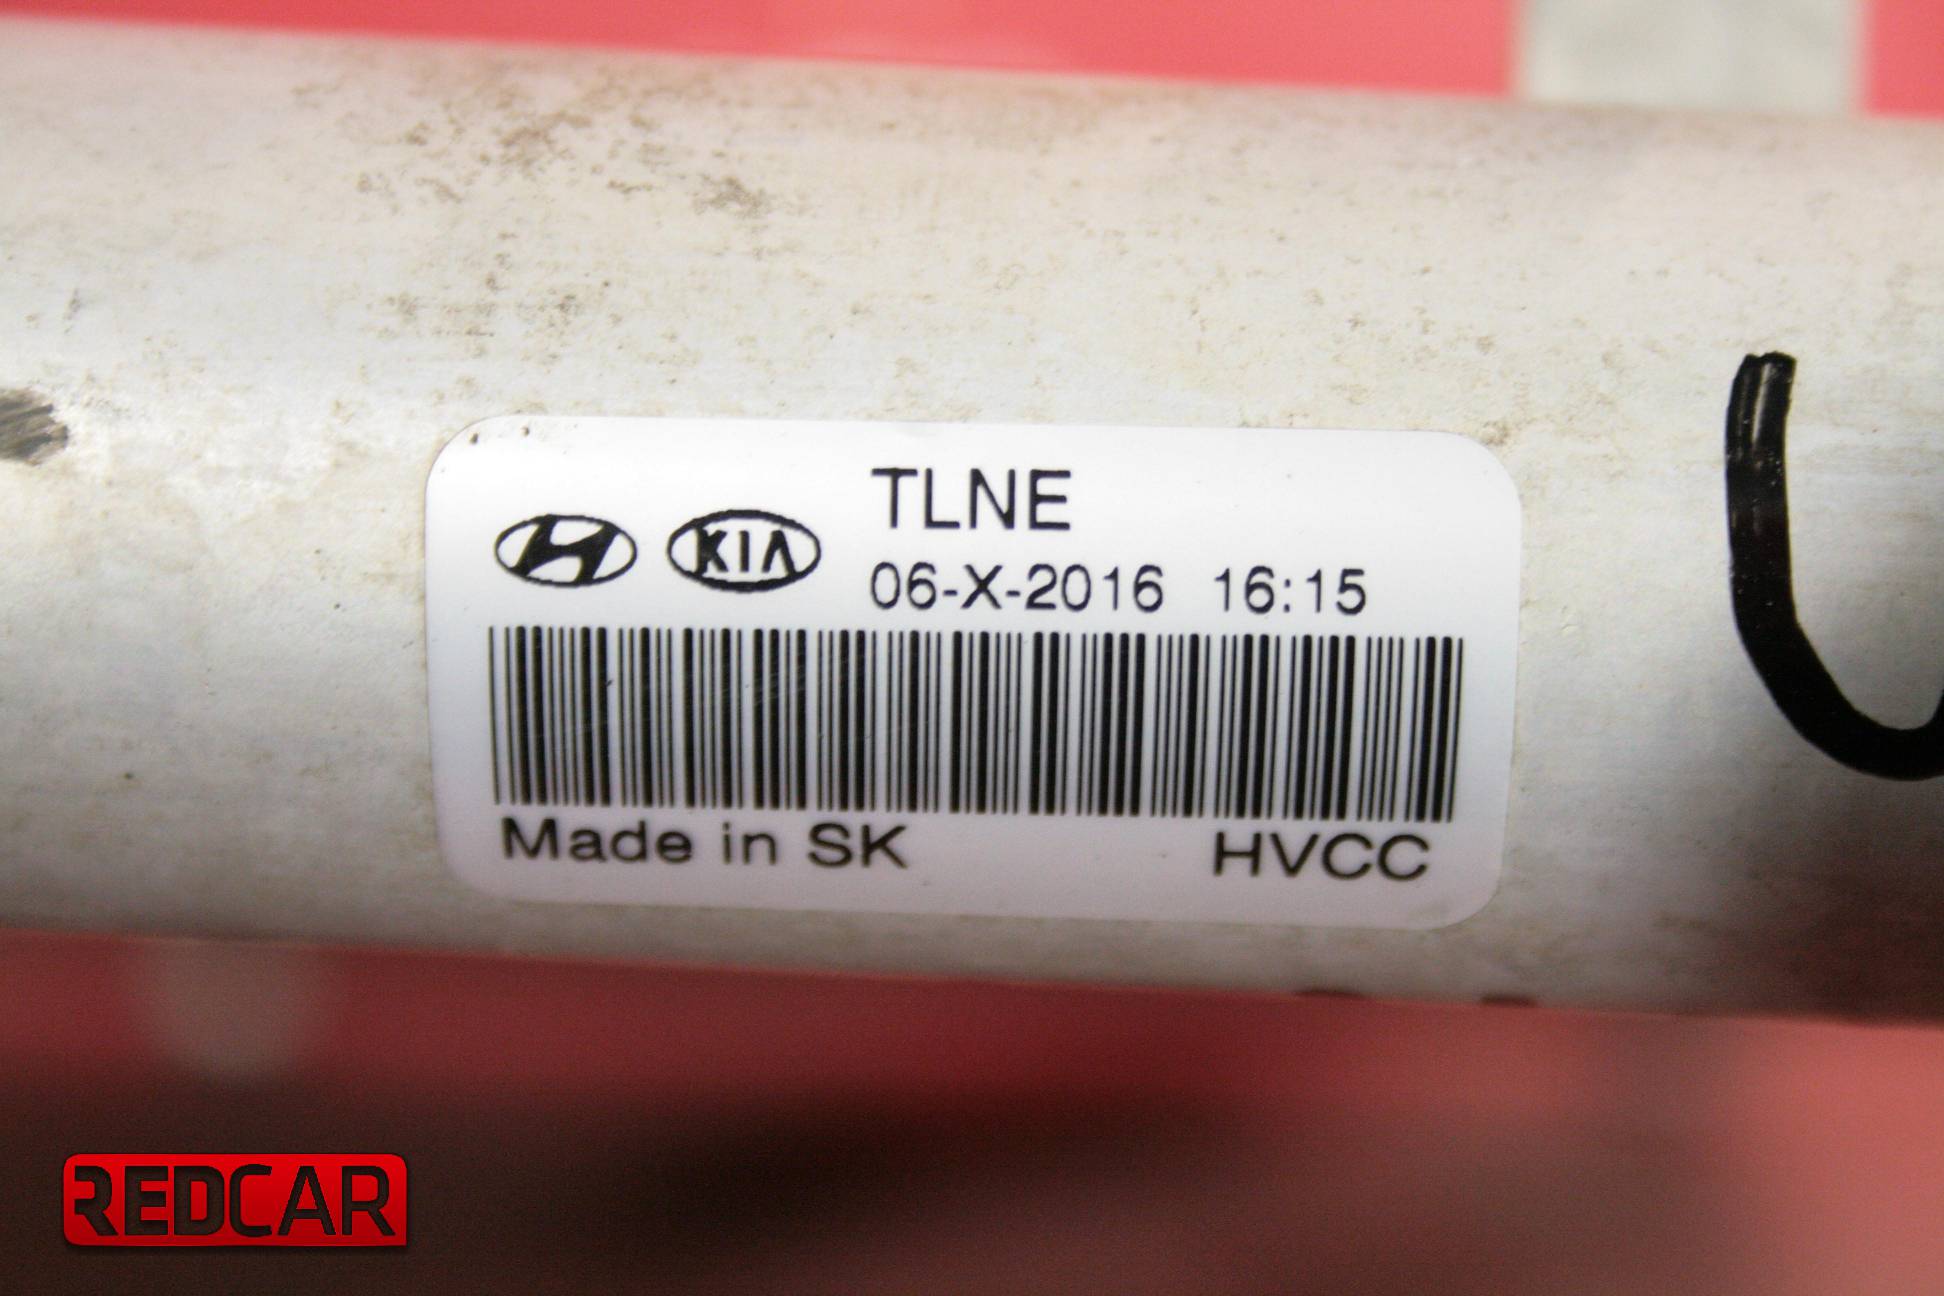 TLNE
KIA
06-X-2016 16:15
Made in SK HVCC
REDCAR